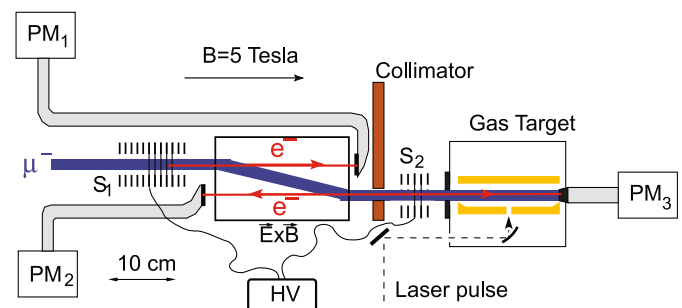 PM1
B=5 Tesla
Collimator
Gas Target
e-
S2
μ-
S1
PM3
e-
ExB
PM2
10 cm
HV
Laser pulse